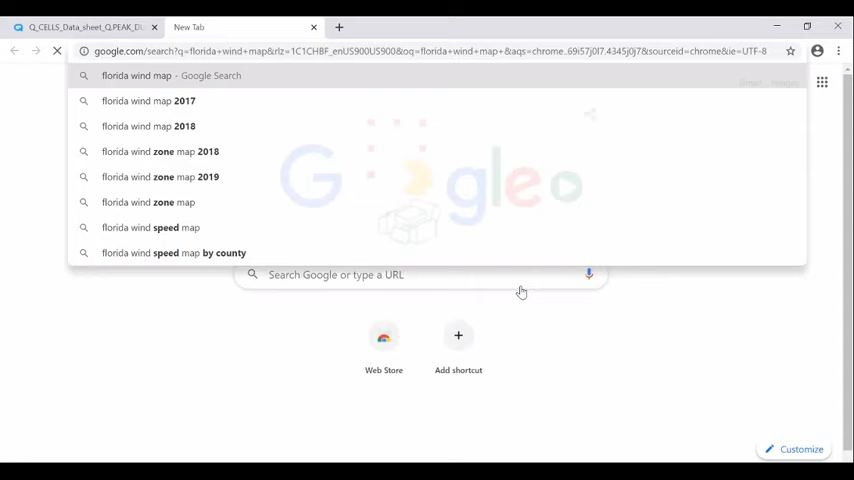 Q_CELLS_Data_sheet_Q.PEAK_DU
New Tab
google.com/search?q=florida+wind+map&rlz=1C1CHBF_enUS900US900&oq=florida+wind+map+&aqs=chrome..69i57j0l7.4345j0j7&sourceid=chrome&ie=UTF-8
florida wind map - Google Search
Gmail Images
florida wind map 2017
florida wind map 2018
florida wind zone map 2018
florida wind zone map 2019
florida wind zone map
florida wind speed map
florida wind speed map by county
Search Google or type a URL
Web Store
Add shortcut
Customize